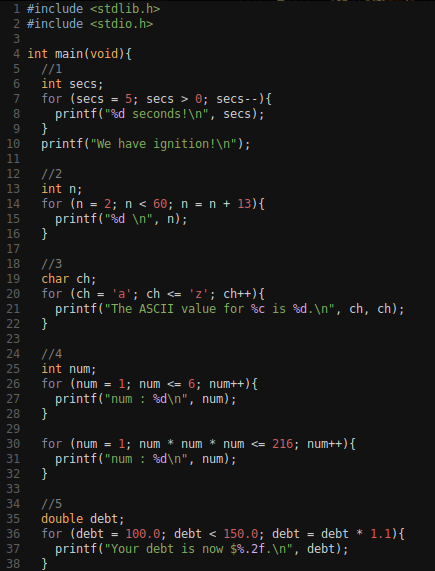 1 #include <stdlib.h>
2 #include <stdio.h>
3
4 int main(void){
5   //1
6   int secs;
7   for (secs = 5; secs > 0; secs--){
8     printf("%d seconds!\n", secs);
9   }
10   printf("We have ignition!\n");
11
12   //2
13   int n;
14   for (n = 2; n < 60; n = n + 13){
15     printf("%d \n", n);
16   }
17
18   //3
19   char ch;
20   for (ch = 'a'; ch <= 'z'; ch++){
21     printf("The ASCII value for %c is %d.\n", ch, ch);
22   }
23
24   //4
25   int num;
26   for (num = 1; num <= 6; num++){
27     printf("num : %d\n", num);
28   }
29
30   for (num = 1; num * num * num <= 216; num++){
31     printf("num : %d\n", num);
32   }
33
34   //5
35   double debt;
36   for (debt = 100.0; debt < 150.0; debt = debt * 1.1){
37     printf("Your debt is now $%.2f.\n", debt);
38   }